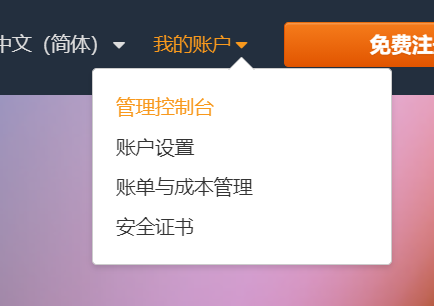 中文（简体） 我的账户 免费注
管理控制台
账户设置
账单与成本管理
安全证书